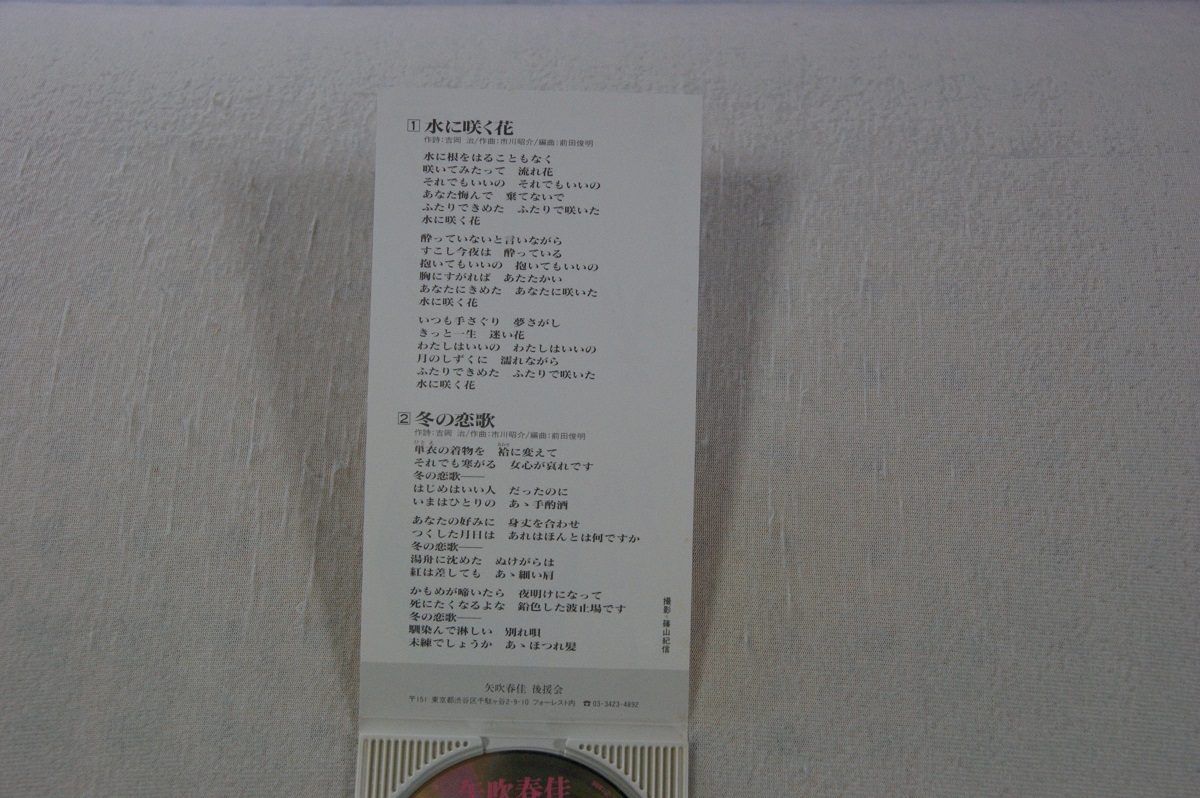 1 水に咲く花
作詩:吉岡 治/作曲:市川昭介/編曲:前田俊明
水に根をはることもなく
咲いてみたって 流れ花
それでもいいの それでもいいの
あなた悔んで 棄てないで
ふたりできめた ふたりで咲いた
水に咲く花
酔っていないと言いながら
すこし今夜は 酔っている
抱いてもいいの 抱いてもいいの
胸にすがれば あたたかい
あなたにきめた あなたに咲いた
水に咲く花
いつも手さぐり 夢さがし
きっと一生 迷い花
わたしはいいの わたしはいいの
月のしずくに 濡れながら
ふたりできめた ふたりで咲いた
水に咲く花
2 冬の恋歌
作詩:吉岡 治/作曲:市川昭介/編曲:前田俊明
単衣の着物を 袷に変えて
それでも寒がる 女心が哀れです
冬の恋歌――
はじめはいい人 だったのに
いまはひとりの あゝ手酌酒
あなたの好みに 身丈を合わせ
つくした月日は あれはほんとは何ですか
冬の恋歌――
湯舟に沈めた ぬけがらは
紅は差しても あゝ細い肩
かもめが啼いたら 夜明けになって
死にたくなるよな 鉛色した波止場です
冬の恋歌――
馴染んで淋しい 別れ唄
未練でしょうか あゝほつれ髪
撮影・篠山紀信
矢吹春佳 後援会
〒151 東京都渋谷区千駄ヶ谷2-9-10 フォーレスト内 ☎03-3423-4892
矢吹春佳